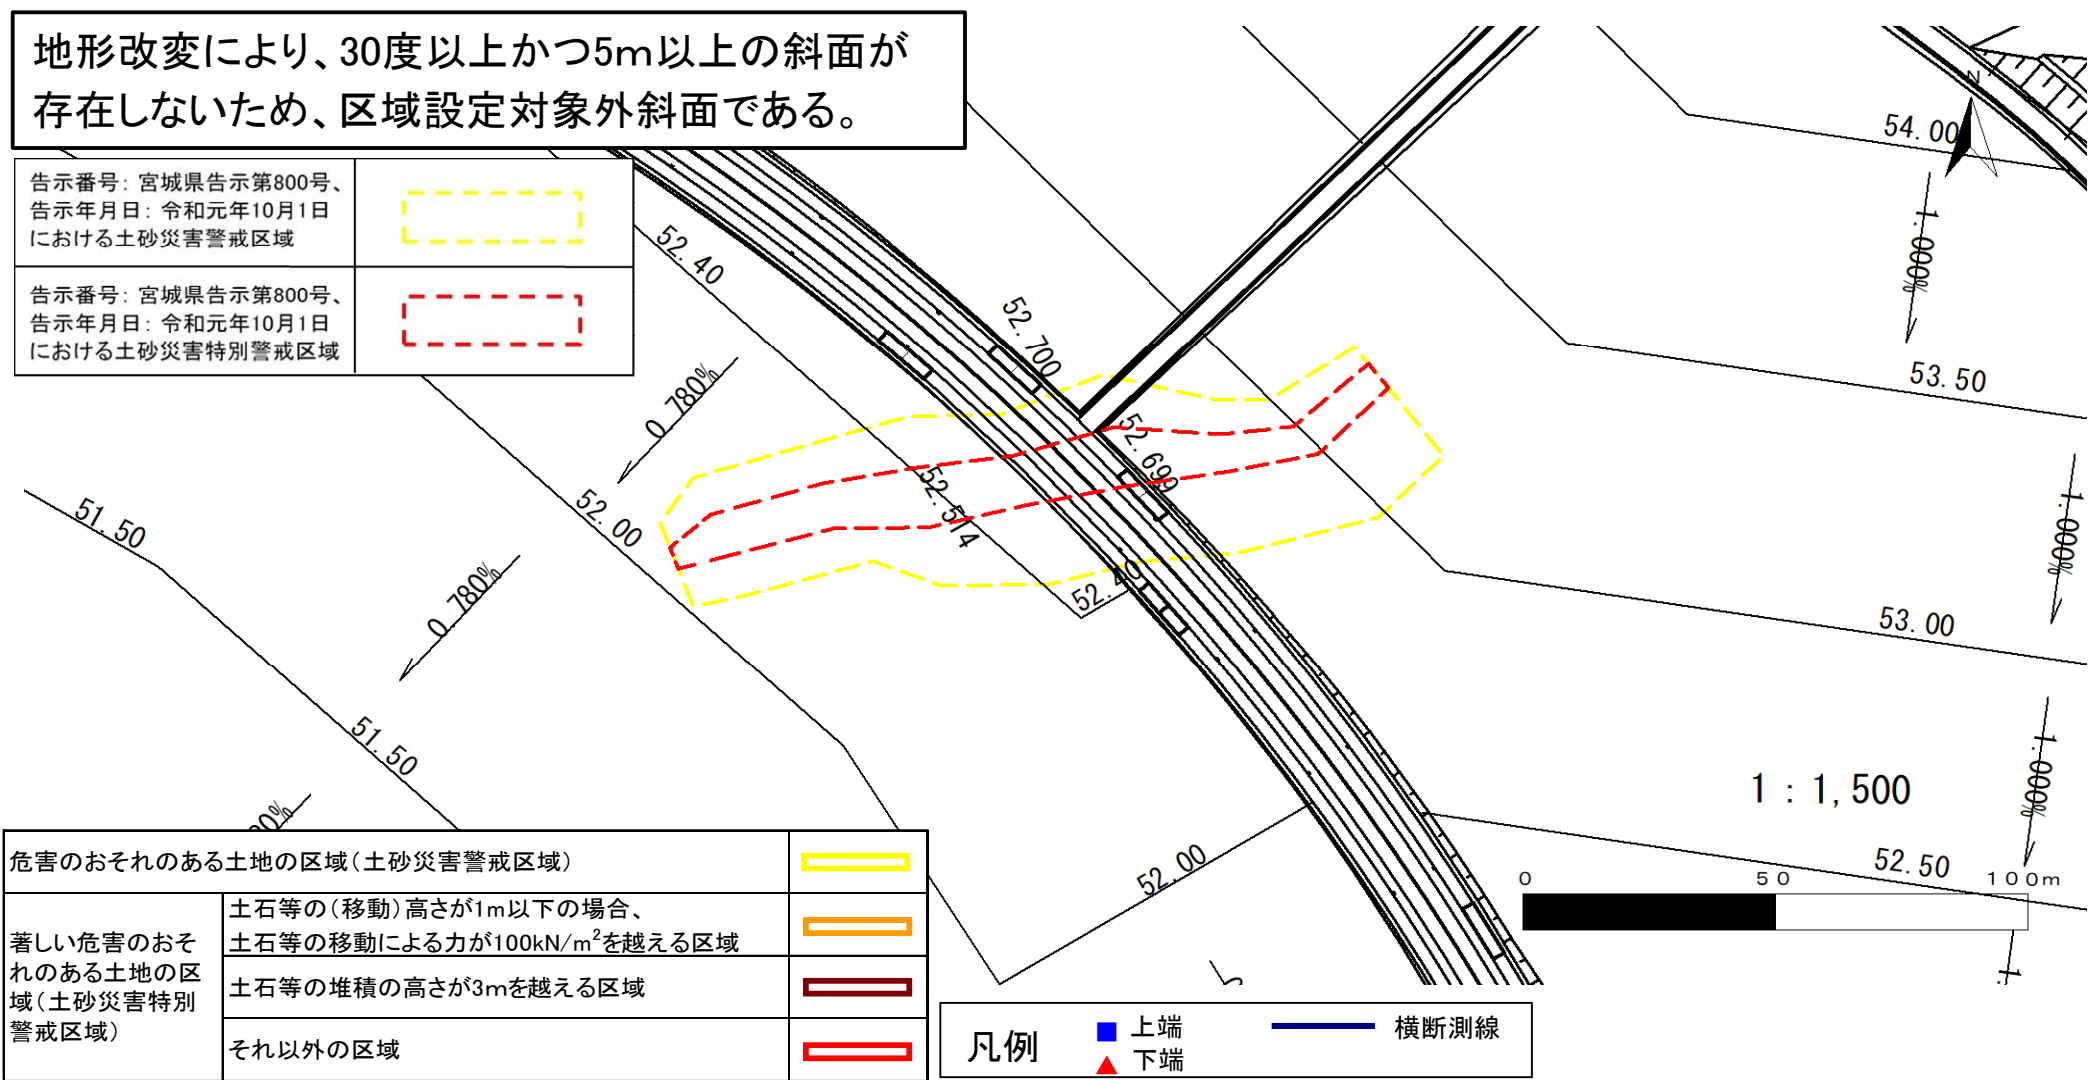 地形改変により、30度以上かつ5m以上の斜面が
存在しないため、区域設定対象外斜面である。
告示番号：宮城県告示第800号、
告示年月日：令和元年10月1日
における土砂災害警戒区域
告示番号：宮城県告示第800号、
告示年月日：令和元年10月1日
における土砂災害特別警戒区域
N
54.00
1.000%
52.40
52.700
53.50
0.780%
52.699
52.514
51.50
52.00
1.000%
0.780%
52.40
53.00
51.50
1.000%
1：1,500
52.00
52.50
0 50 100m
危害のおそれのある土地の区域（土砂災害警戒区域）
著しい危害のおそ
れのある土地の区
域（土砂災害特別
警戒区域）
土石等の（移動）高さが1m以下の場合、
土石等の移動による力が100kN/m²を越える区域
土石等の堆積の高さが3mを越える区域
それ以外の区域
凡例
上端
下端
横断測線